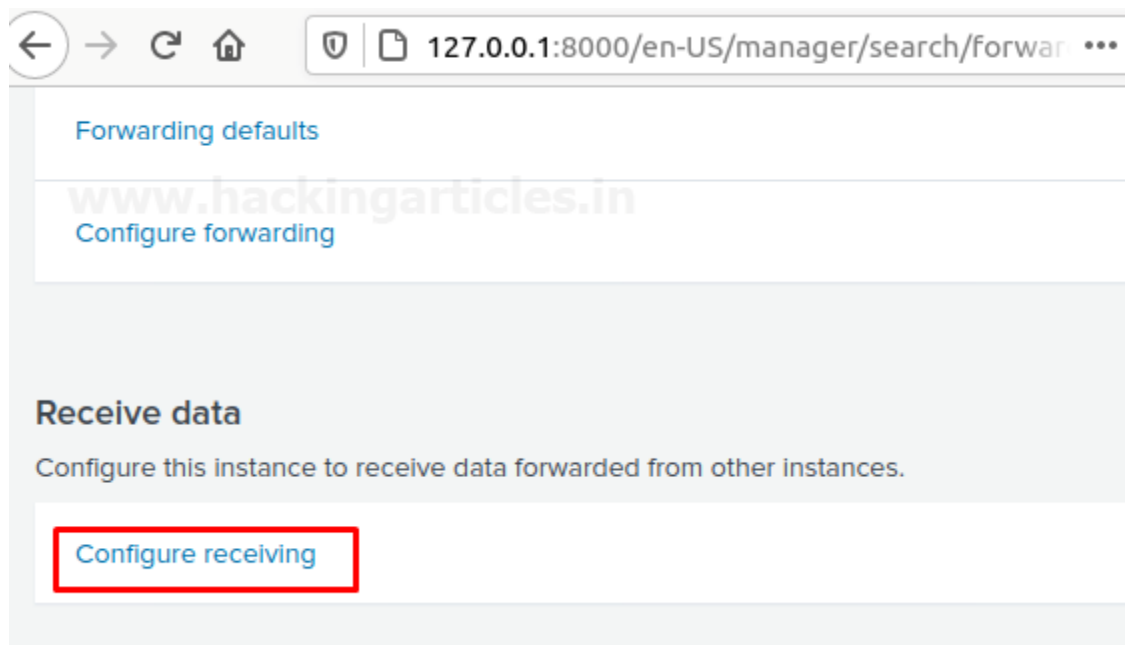 127.0.0.1:8000/en-US/manager/search/forwar
Forwarding defaults
www.hackingarticles.in
Configure forwarding
Receive data
Configure this instance to receive data forwarded from other instances.
Configure receiving